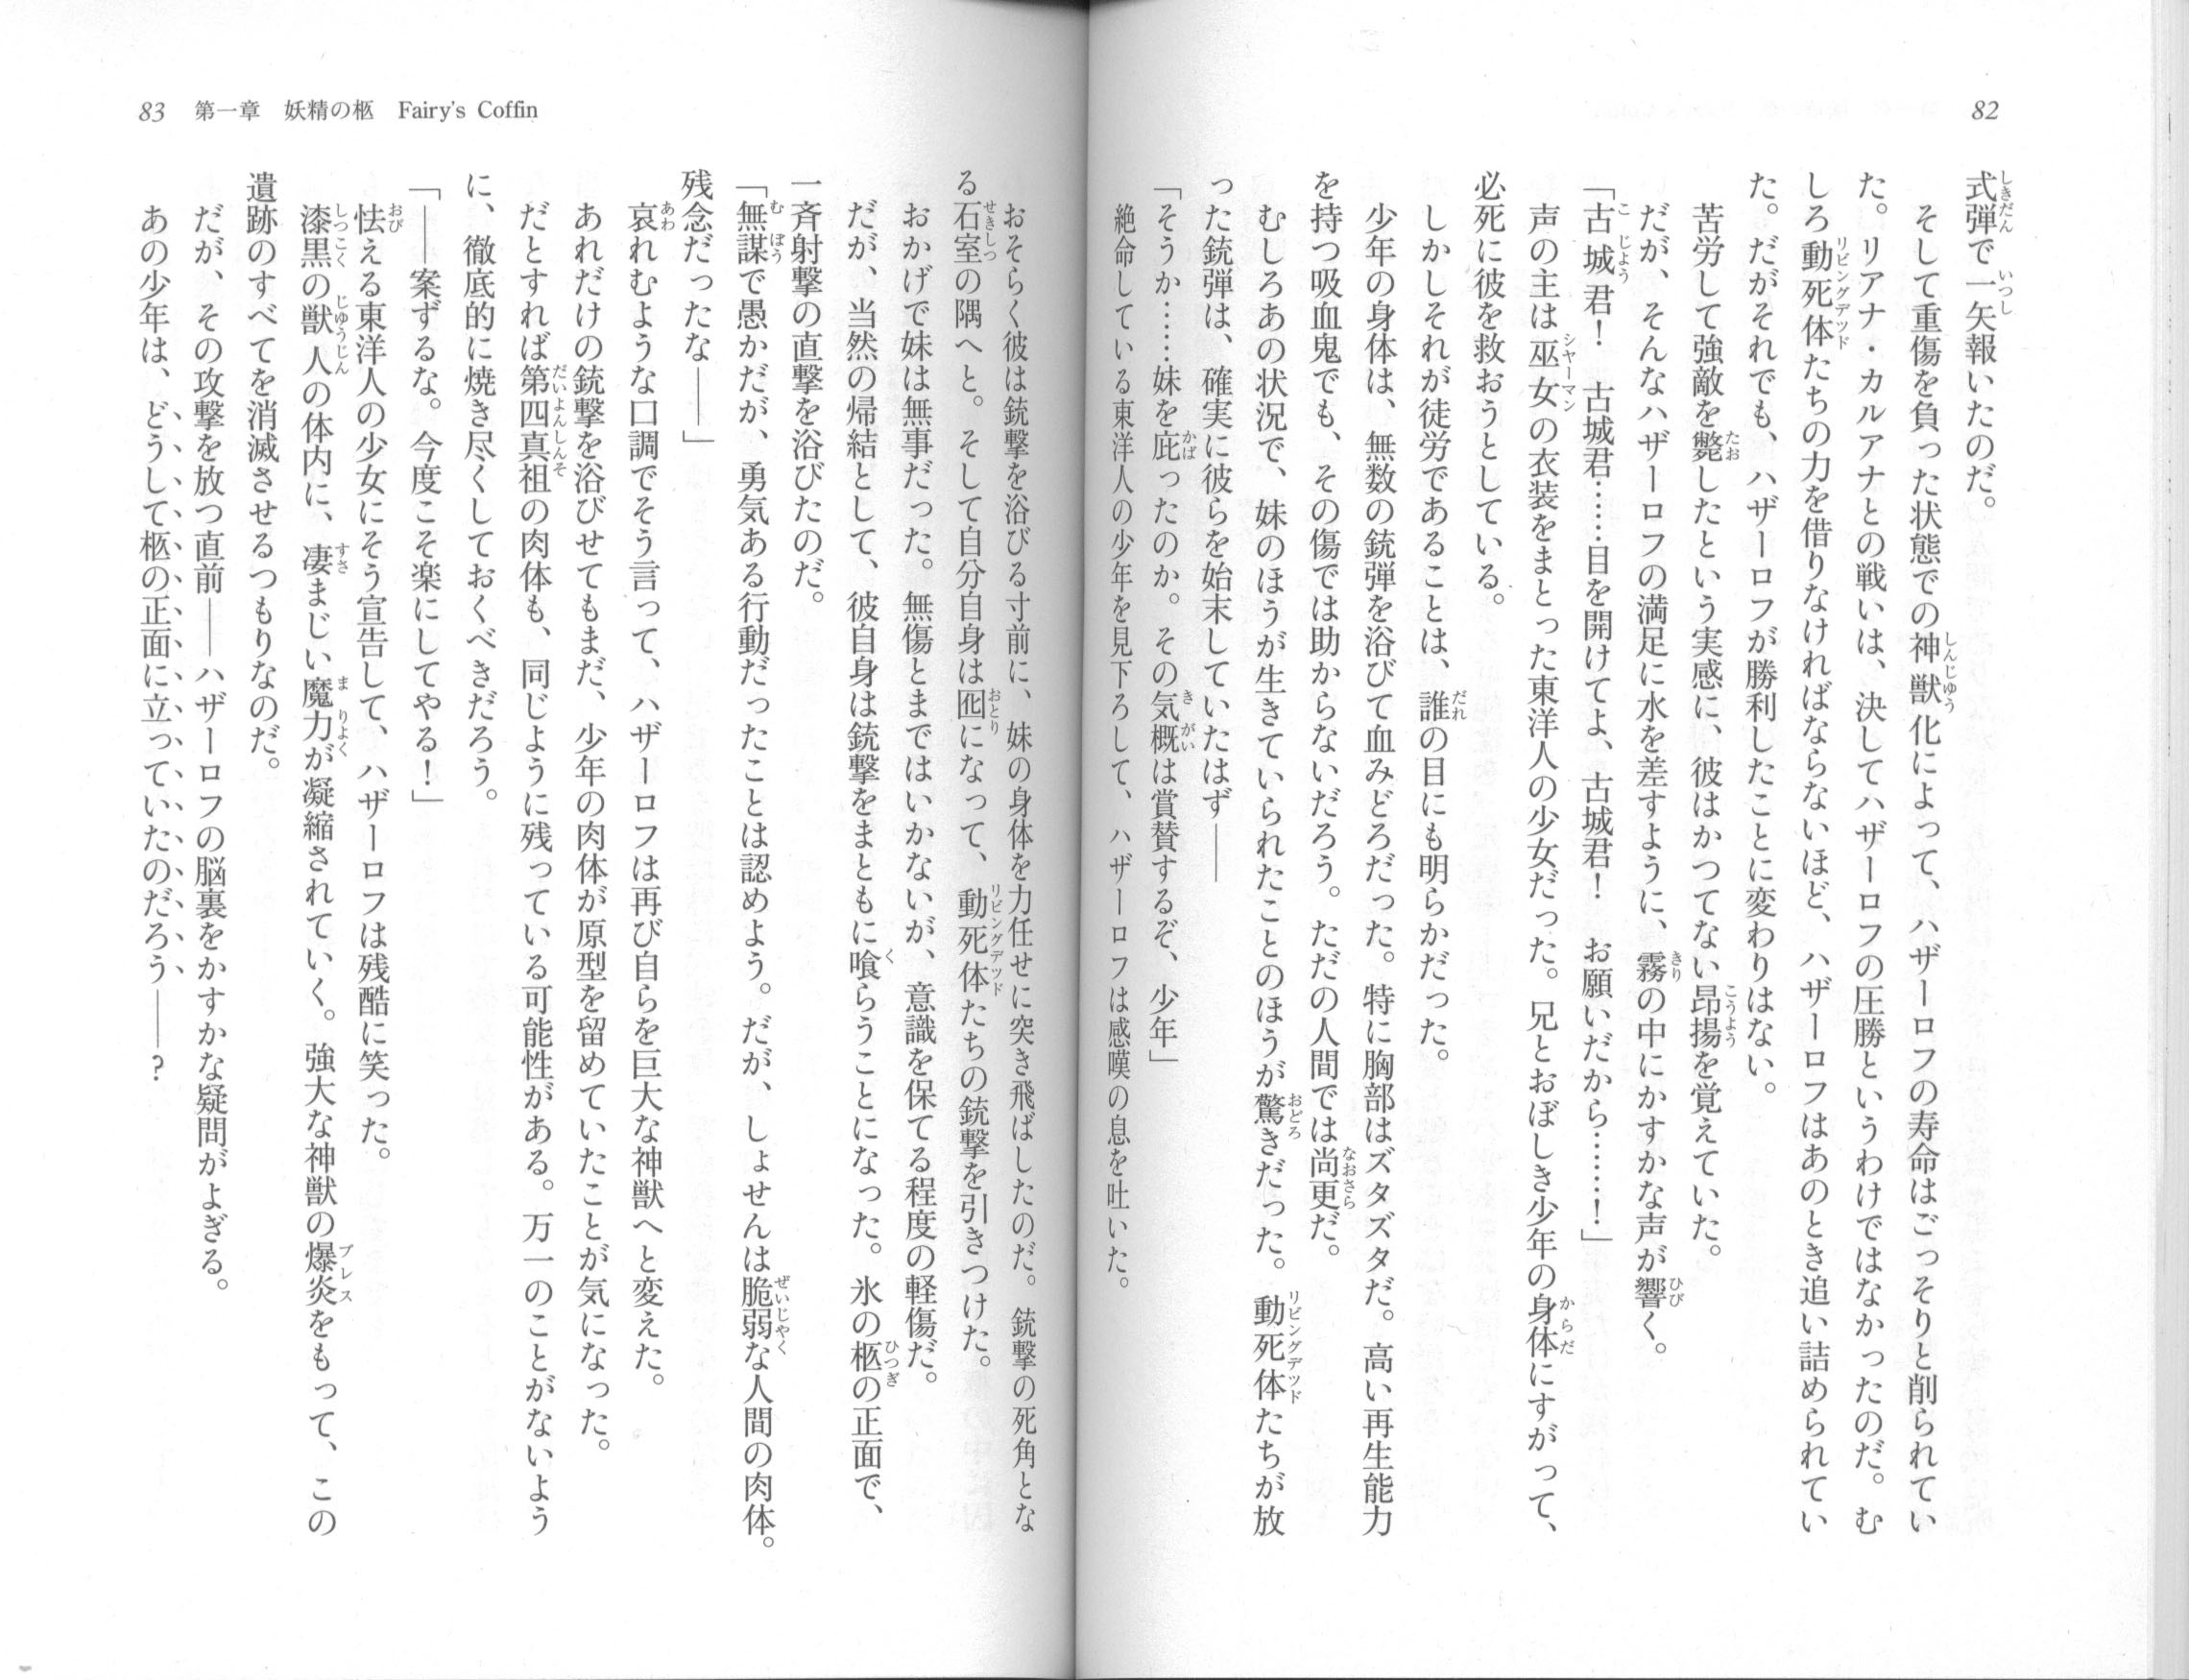 82
式弾で一矢報いたのだ。
そして重傷を負った状態での神獣化によって、ハザーロフの寿命はごっそりと削られてい
た。リアナ・カルアナとの戦いは、決してハザーロフの圧勝というわけではなかったのだ。む
しろ動死体たちの力を借りなければならないほど、ハザーロフはあのとき追い詰められてい
た。だがそれでも、ハザーロフが勝利したことに変わりはない。
苦労して強敵を斃したという実感に、彼はかつてない昂揚を覚えていた。
だが、そんなハザーロフの満足に水を差すように、霧の中にかすかな声が響く。
「古城君！　古城君……目を開けてよ、古城君！　お願いだから……！」
声の主は巫女の衣装をまとった東洋人の少女だった。兄とおぼしき少年の身体にすがって、
必死に彼を救おうとしている。
しかしそれが徒労であることは、誰の目にも明らかだった。
少年の身体は、無数の銃弾を浴びて血みどろだった。特に胸部はズタズタだ。高い再生能力
を持つ吸血鬼でも、その傷では助からないだろう。ただの人間では尚更だ。
むしろあの状況で、妹のほうが生きていられたことのほうが驚きだった。動死体たちが放
った銃弾は、確実に彼らを始末していたはず――
「そうか……妹を庇ったのか。その気概は賞賛するぞ、少年」
絶命している東洋人の少年を見下ろして、ハザーロフは感嘆の息を吐いた。
83　第一章　妖精の柩　Fairy's Coffin
おそらく彼は銃撃を浴びる寸前に、妹の身体を力任せに突き飛ばしたのだ。銃撃の死角とな
る石室の隅へと。そして自分自身は囮になって、動死体たちの銃撃を引きつけた。
おかげで妹は無事だった。無傷とまではいかないが、意識を保てる程度の軽傷だ。
だが、当然の帰結として、彼自身は銃撃をまともに喰らうことになった。氷の柩の正面で、
一斉射撃の直撃を浴びたのだ。
「無謀で愚かだが、勇気ある行動だったことは認めよう。だが、しょせんは脆弱な人間の肉体。
残念だったな――」
哀れむような口調でそう言って、ハザーロフは再び自らを巨大な神獣へと変えた。
あれだけの銃撃を浴びせてもまだ、少年の肉体が原型を留めていたことが気になった。
だとすれば第四真祖の肉体も、同じように残っている可能性がある。万一のことがないよう
に、徹底的に焼き尽くしておくべきだろう。
「――案ずるな。今度こそ楽にしてやる！」
怯える東洋人の少女にそう宣告して、ハザーロフは残酷に笑った。
漆黒の獣人の体内に、凄まじい魔力が凝縮されていく。強大な神獣の爆炎をもって、この
遺跡のすべてを消滅させるつもりなのだ。
だが、その攻撃を放つ直前――ハザーロフの脳裏をかすかな疑問がよぎる。
あの少年は、どうして柩の正面に立っていたのだろう――？